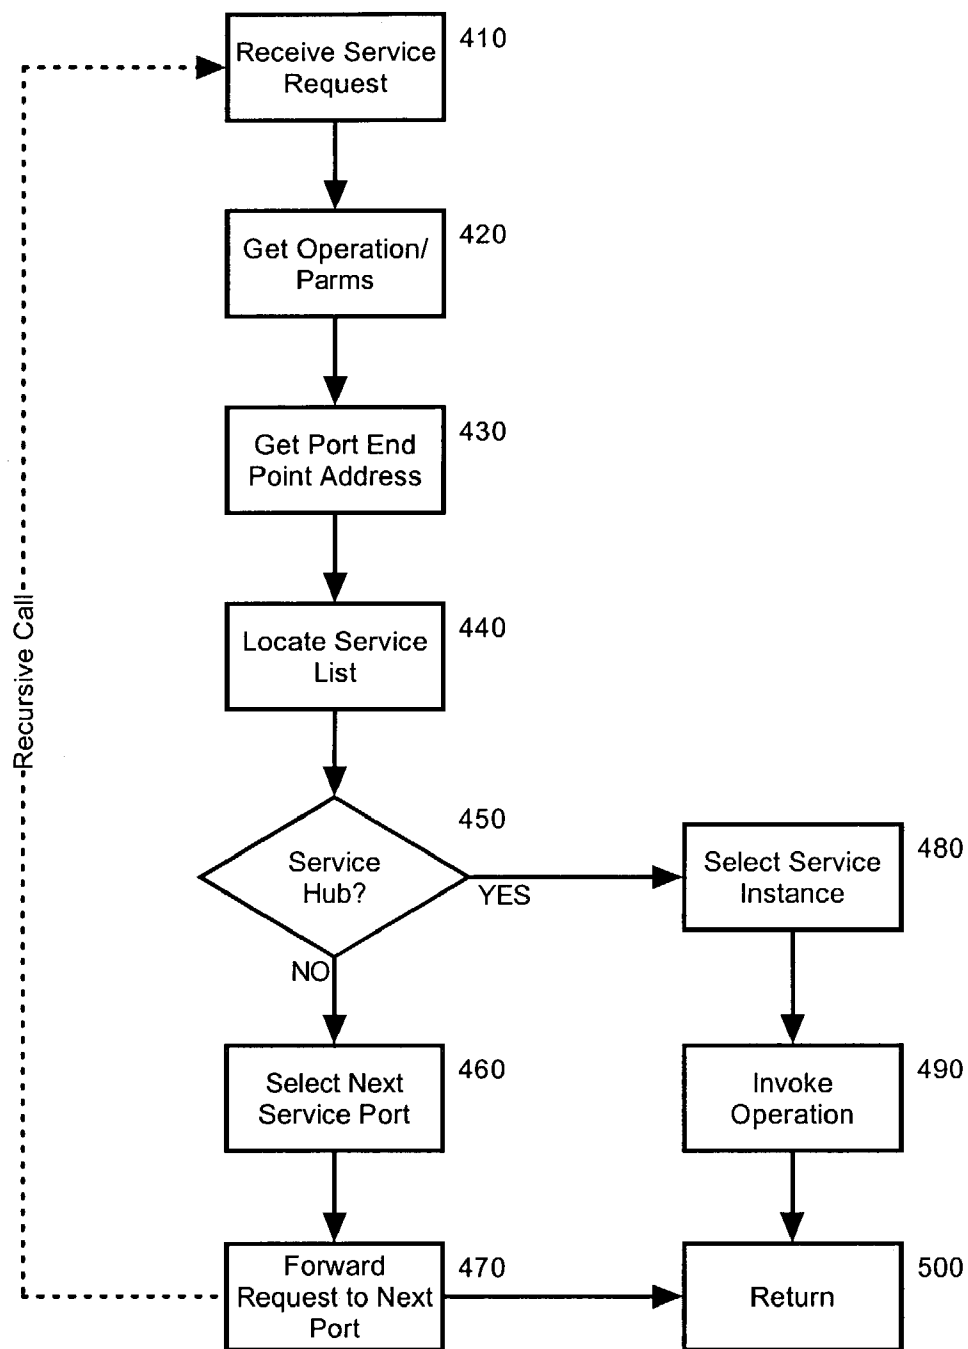 Receive Service
Request
410
Get Operation/
Parms
420
Get Port End
Point Address
430
Locate Service
List
440
Recursive Call
Service
Hub?
450
YES
NO
Select Service
Instance
480
Select Next
Service Port
460
Invoke
Operation
490
Forward
Request to Next
Port
470
Return
500